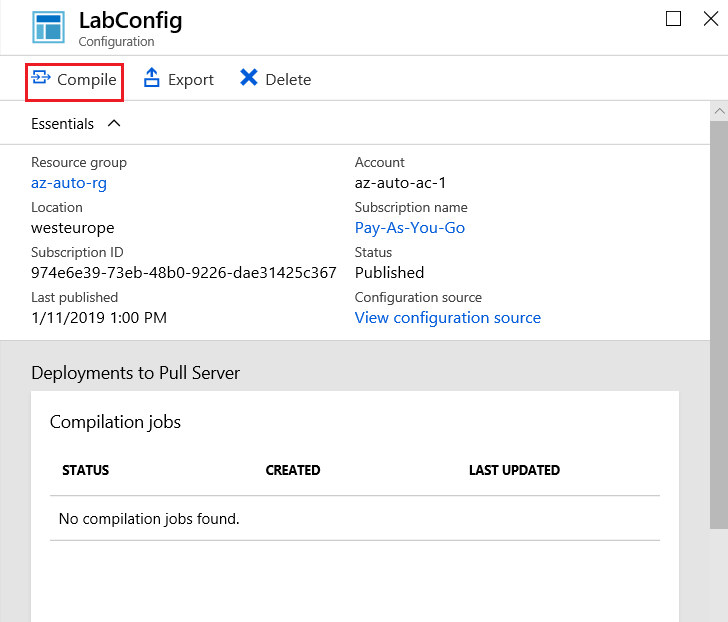 LabConfig
Configuration
Compile Export Delete
Essentials
Resource group Account
az-auto-rg az-auto-ac-1
Location Subscription name
westeurope Pay-As-You-Go
Subscription ID Status
974e6e39-73eb-48b0-9226-dae31425c367 Published
Last published Configuration source
1/11/2019 1:00 PM View configuration source
Deployments to Pull Server
Compilation jobs
STATUS CREATED LAST UPDATED
No compilation jobs found.